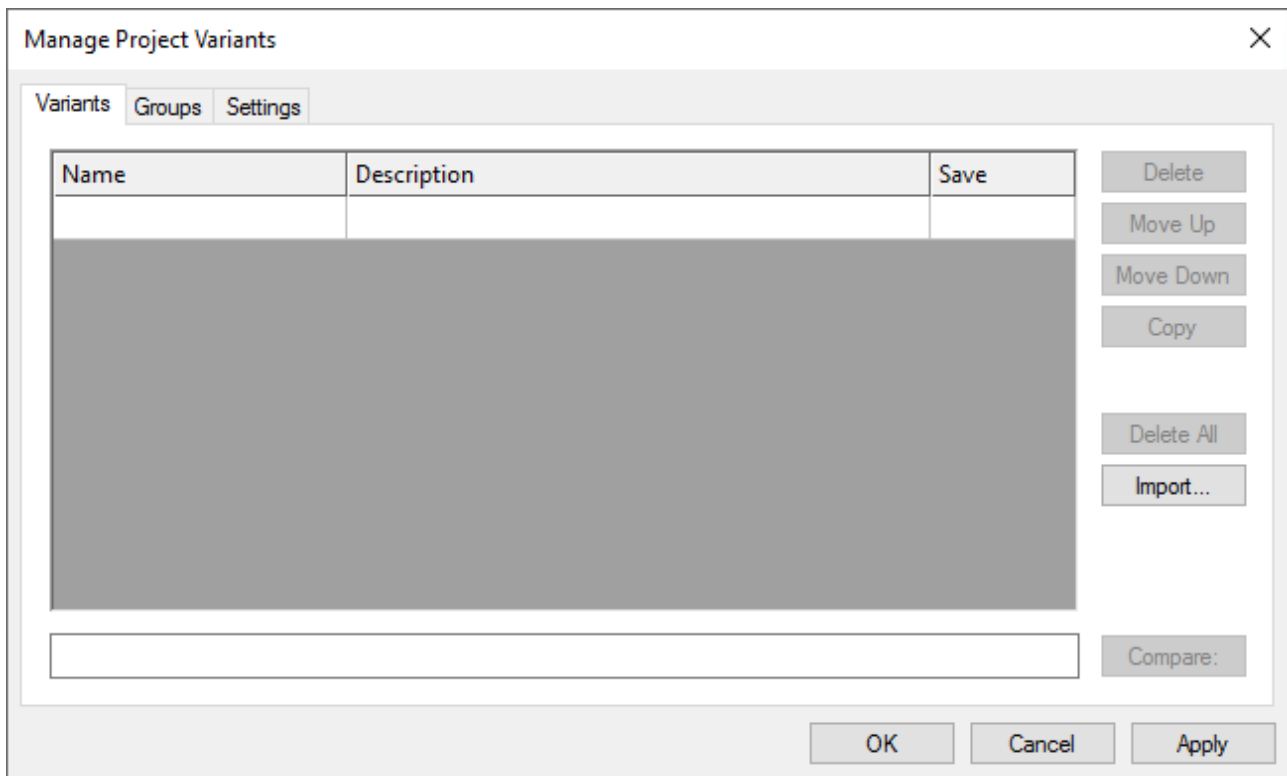 Manage Project Variants
Variants Groups Settings
Name Description Save
Delete
Move Up
Move Down
Copy
Delete All
Import...
Compare:
OK Cancel Apply